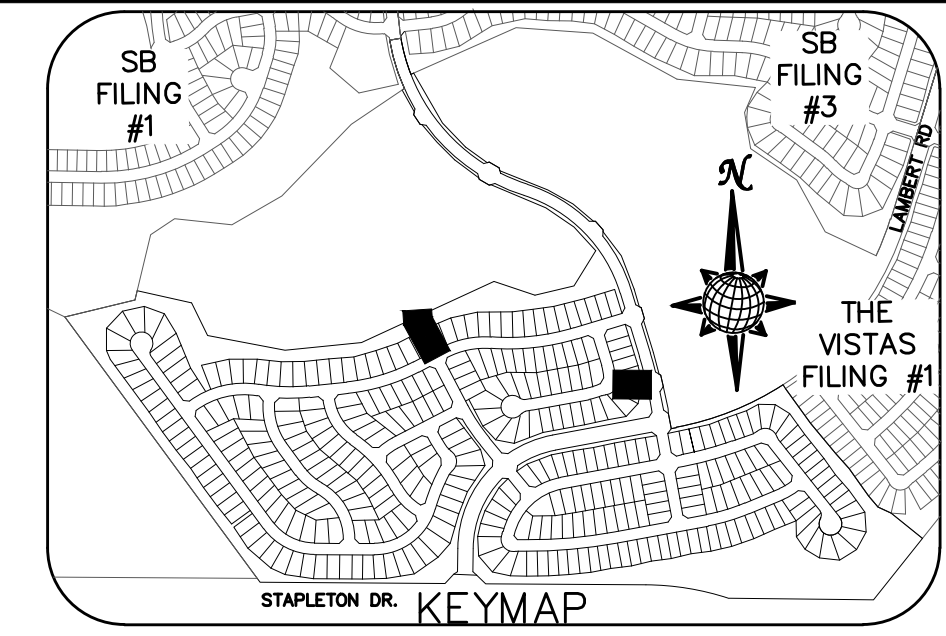 SB
FILING
#1
SB
FILING
#3
LAMBERT RD
N
THE
VISTAS
FILING #1
STAPLETON DR.
KEYMAP